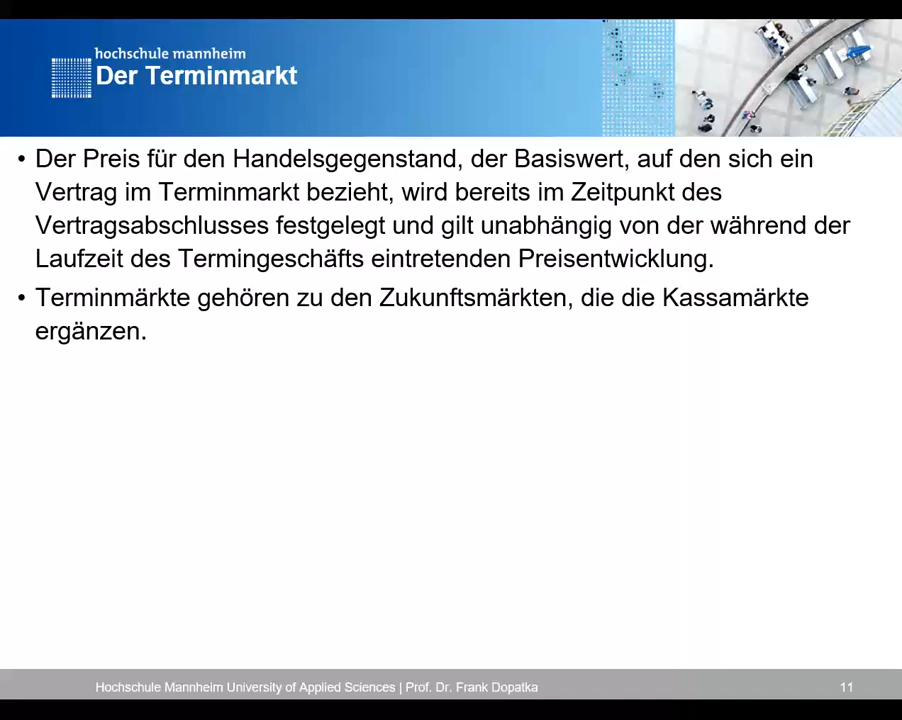 hochschule mannheim
Der Terminmarkt
• Der Preis für den Handelsgegenstand, der Basiswert, auf den sich ein
Vertrag im Terminmarkt bezieht, wird bereits im Zeitpunkt des
Vertragsabschlusses festgelegt und gilt unabhängig von der während der
Laufzeit des Termingeschäfts eintretenden Preisentwicklung.
• Terminmärkte gehören zu den Zukunftsmärkten, die die Kassamärkte
ergänzen.
Hochschule Mannheim University of Applied Sciences | Prof. Dr. Frank Dopatka
11